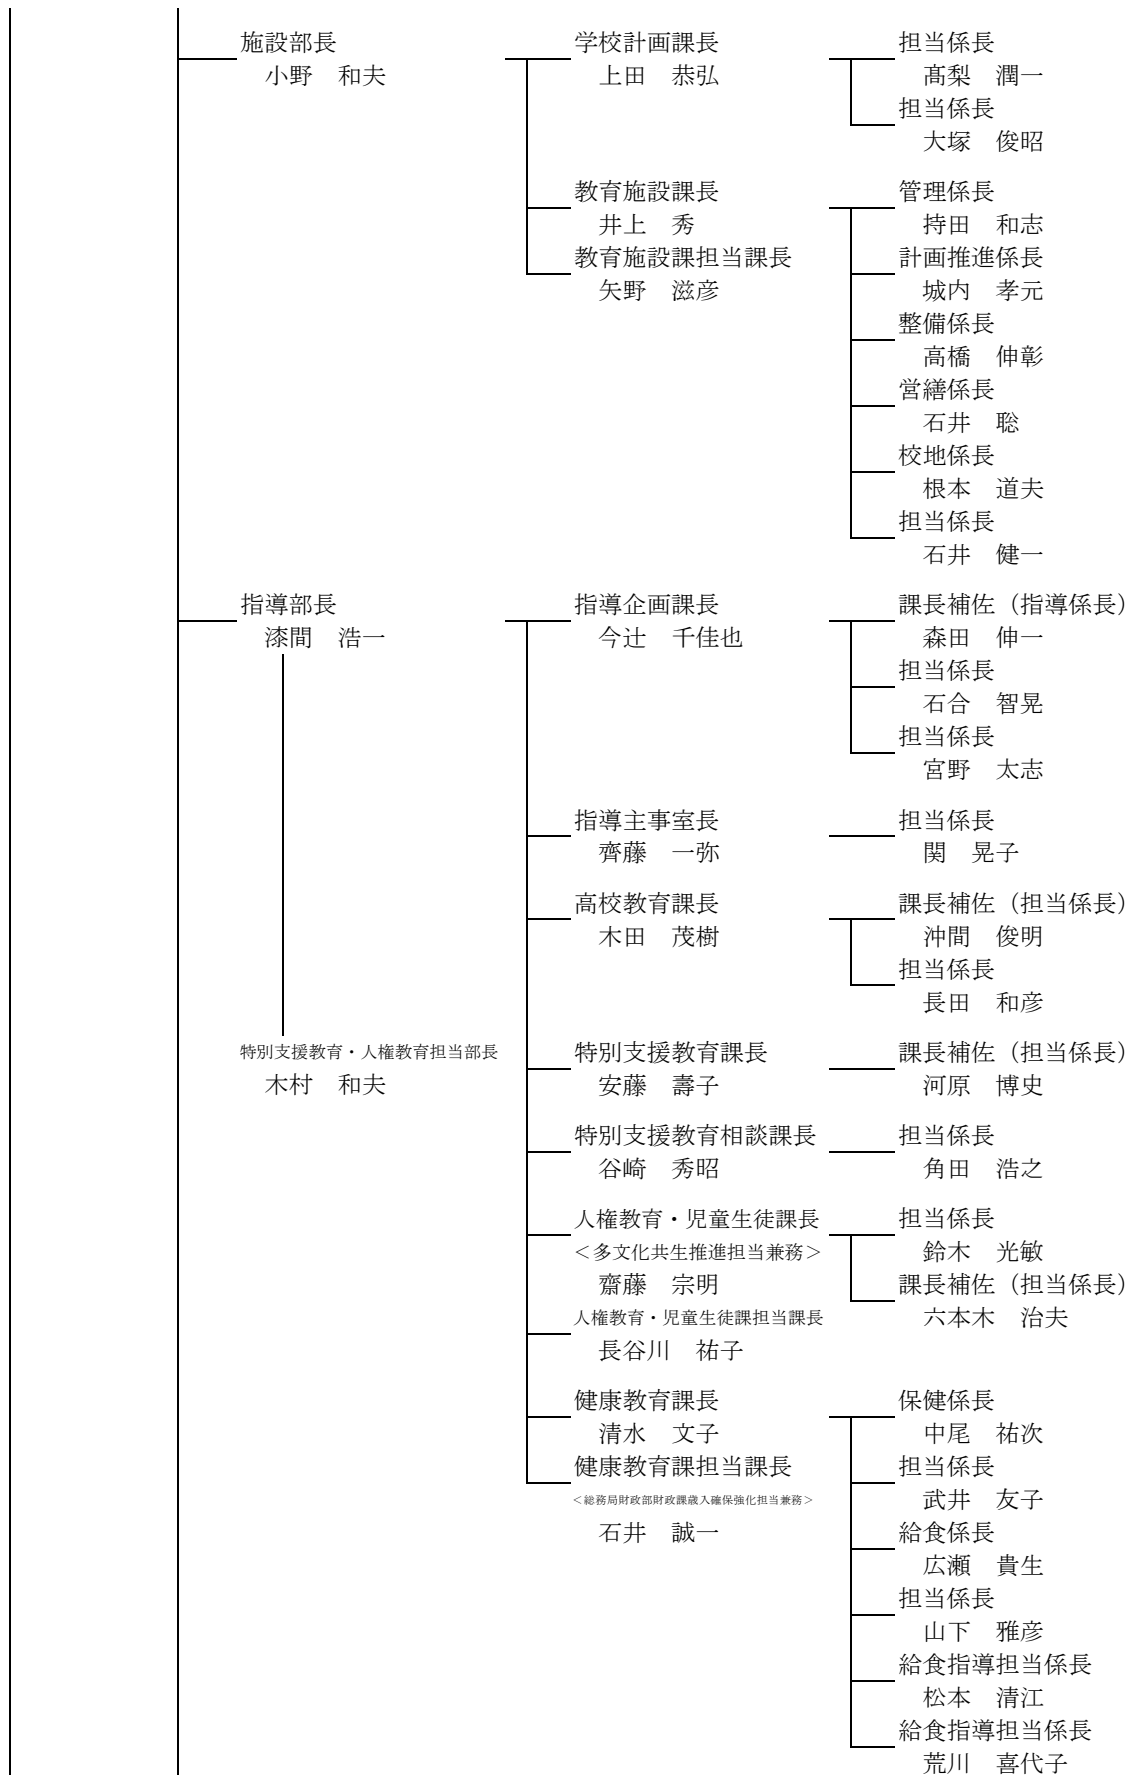 施設部長
小野　和夫
学校計画課長
上田　恭弘
担当係長
髙梨　潤一
担当係長
大塚　俊昭
教育施設課長
井上　秀
教育施設課担当課長
矢野　滋彦
管理係長
持田　和志
計画推進係長
城内　孝元
整備係長
高橋　伸彰
営繕係長
石井　聡
校地係長
根本　道夫
担当係長
石井　健一
指導部長
漆間　浩一
指導企画課長
今辻　千佳也
課長補佐（指導係長）
森田　伸一
担当係長
石合　智晃
担当係長
宮野　太志
指導主事室長
齊藤　一弥
担当係長
関　晃子
高校教育課長
木田　茂樹
課長補佐（担当係長）
沖間　俊明
担当係長
長田　和彦
特別支援教育・人権教育担当部長
木村　和夫
特別支援教育課長
安藤　壽子
課長補佐（担当係長）
河原　博史
特別支援教育相談課長
谷崎　秀昭
担当係長
角田　浩之
人権教育・児童生徒課長
＜多文化共生推進担当兼務＞
齋藤　宗明
人権教育・児童生徒課担当課長
長谷川　祐子
担当係長
鈴木　光敏
課長補佐（担当係長）
六本木　治夫
健康教育課長
清水　文子
健康教育課担当課長
＜総務局財政部財政課歳入確保強化担当兼務＞
石井　誠一
保健係長
中尾　祐次
担当係長
武井　友子
給食係長
広瀬　貴生
担当係長
山下　雅彦
給食指導担当係長
松本　清江
給食指導担当係長
荒川　喜代子